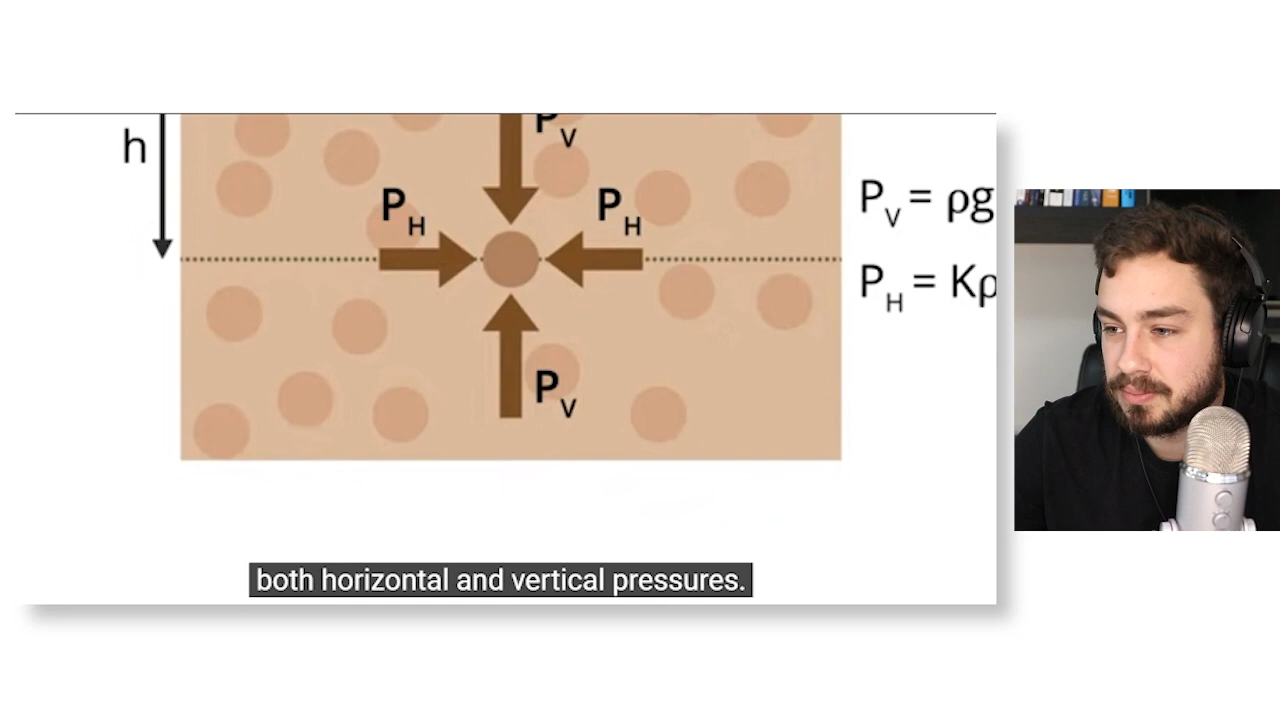 h
P_V
P_H
P_H
P_V = ρg
P_H = Kρ
P_V
both horizontal and vertical pressures.